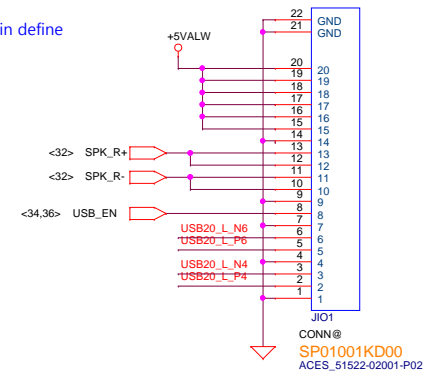 in define
+5VALW
22 GND
21 GND
20 20
19 19
18 18
17 17
16 16
15 15
14 14
<32> SPK_R+ 13 13
12 12
<32> SPK_R- 11 11
10 10
9 9
<34,36> USB_EN 8 8
7 7
USB20_L_N6 6 6
USB20_L_P6 5 5
4 4
USB20_L_N4 3 3
USB20_L_P4 2 2
1 1
JIO1
CONN@
SP01001KD00
ACES_51522-02001-P02